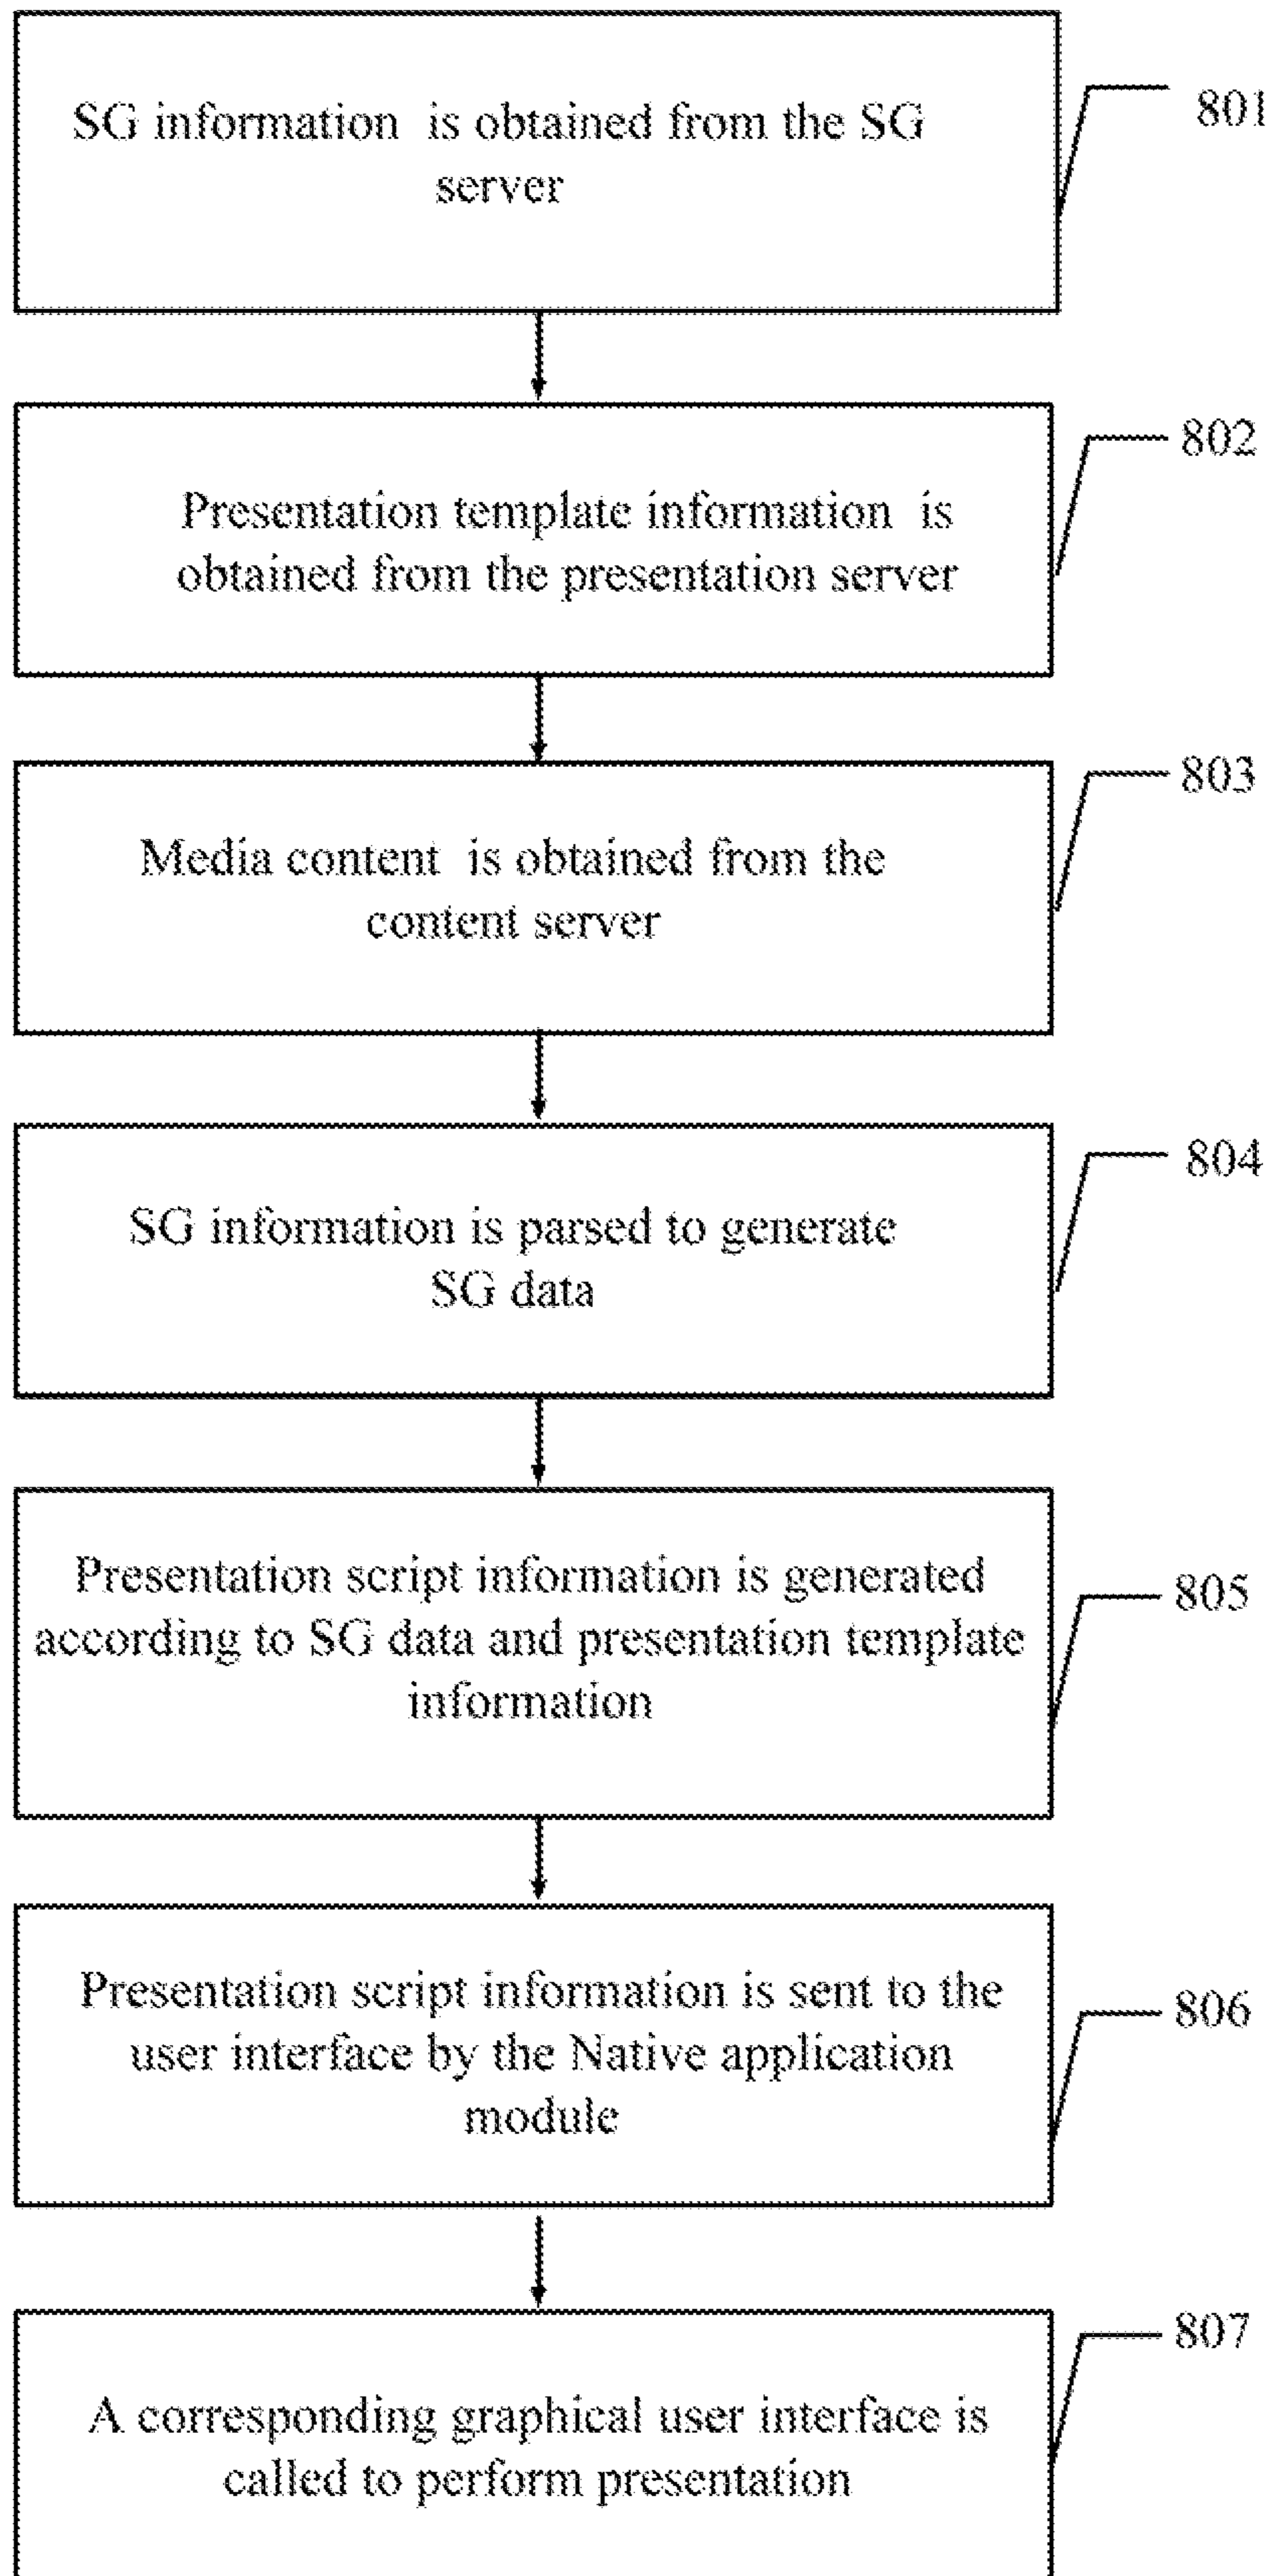 SG information is obtained from the SG
server
801
Presentation template information is
obtained from the presentation server
802
Media content is obtained from the
content server
803
SG information is parsed to generate
SG data
804
Presentation script information is generated
according to SG data and presentation template
information
805
Presentation script information is sent to the
user interface by the Native application
module
806
A corresponding graphical user interface is
called to perform presentation
807